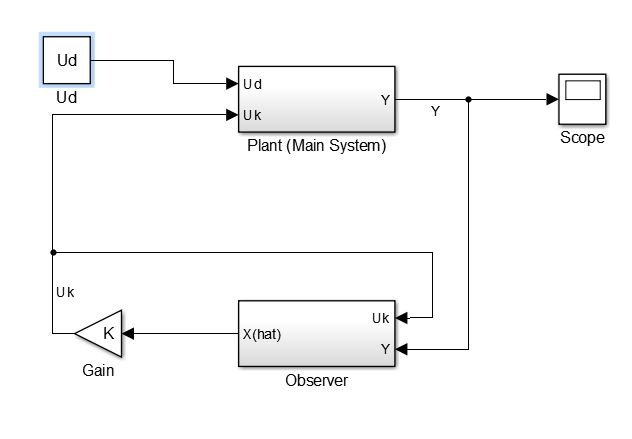 Ud
Ud
Ud
Uk
Y
Plant (Main System)
Y
Scope
Uk
K
Gain
X(hat)
Uk
Y
Observer